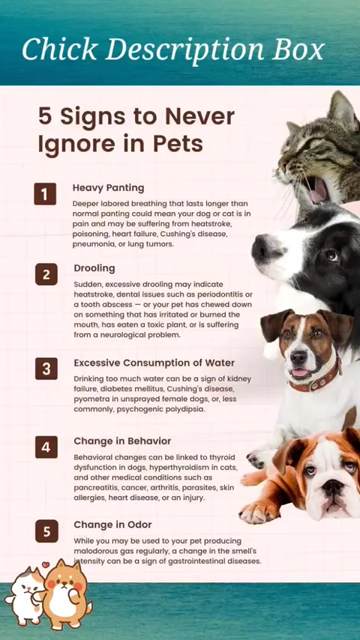 Chick Description Box
5 Signs to Never
Ignore in Pets
1
Heavy Panting
Deeper labored breathing that lasts longer than
normal panting could mean your dog or cat is in
pain and may be suffering from heatstroke,
poisoning, heart failure, Cushing's disease,
pneumonia, or lung tumors.
2
Drooling
Sudden, excessive drooling may indicate
heatstroke, dental issues such as periodontitis or
a tooth abscess — or your pet has chewed down
on something that has irritated or burned the
mouth, has eaten a toxic plant, or is suffering
from a neurological problem.
3
Excessive Consumption of Water
Drinking too much water can be a sign of kidney
failure, diabetes mellitus, Cushing's disease,
pyometra in unsprayed female dogs, or, less
commonly, psychogenic polydipsia.
4
Change in Behavior
Behavioral changes can be linked to thyroid
dysfunction in dogs, hyperthyroidism in cats,
and other medical conditions such as
pancreatitis, cancer, arthritis, parasites, skin
allergies, heart disease, or an injury.
5
Change in Odor
While you may be used to your pet producing
malodorous gas regularly, a change in the smell's
intensity can be a sign of gastrointestinal diseases.